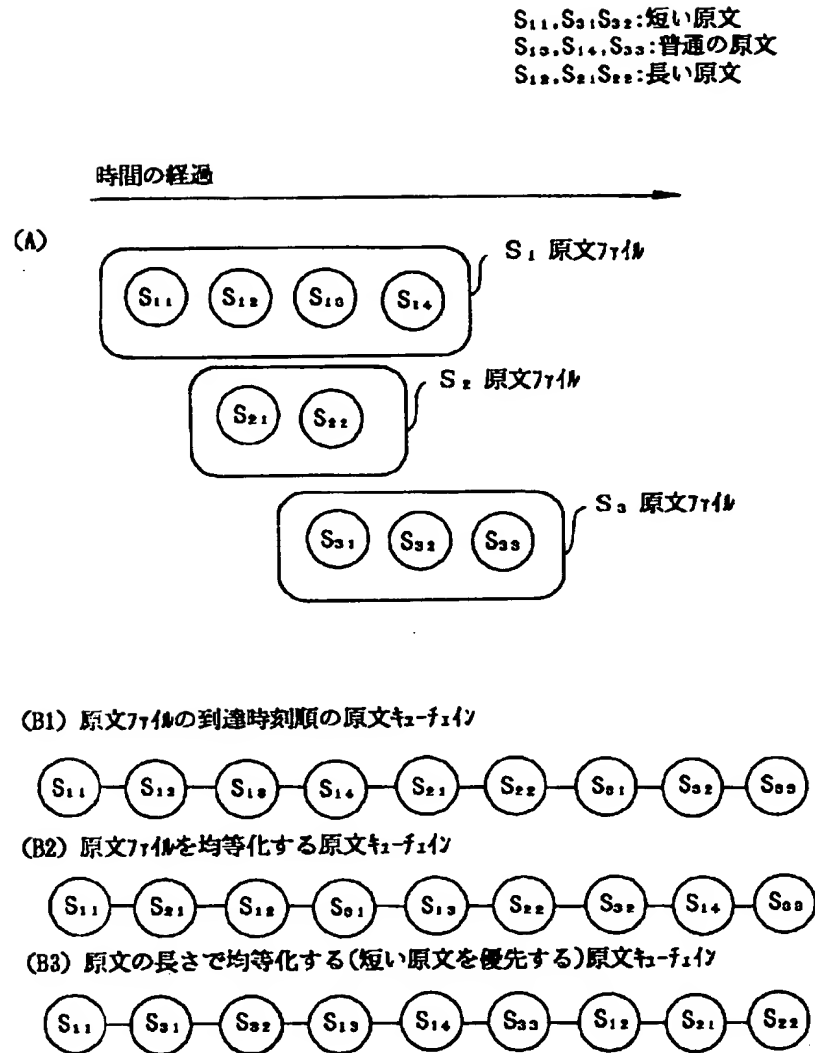 S₁₁,S₃₁S₃₂:短い原文
S₁₃,S₁₄,S₃₃:普通の原文
S₁₂,S₂₁S₂₂:長い原文
時間の経過
(A)
S₁ 原文ファイル
S₁₁ S₁₂ S₁₃ S₁₄
S₂ 原文ファイル
S₂₁ S₂₂
S₃ 原文ファイル
S₃₁ S₃₂ S₃₃
(B1) 原文ファイルの到達時刻順の原文キューチェイン
S₁₁ S₁₂ S₁₃ S₁₄ S₂₁ S₂₂ S₃₁ S₃₂ S₃₃
(B2) 原文ファイルを均等化する原文キューチェイン
S₁₁ S₂₁ S₁₂ S₃₁ S₁₃ S₂₂ S₃₂ S₁₄ S₃₃
(B3) 原文の長さで均等化する(短い原文を優先する)原文キューチェイン
S₁₁ S₃₁ S₃₂ S₁₃ S₁₄ S₃₃ S₁₂ S₂₁ S₂₂